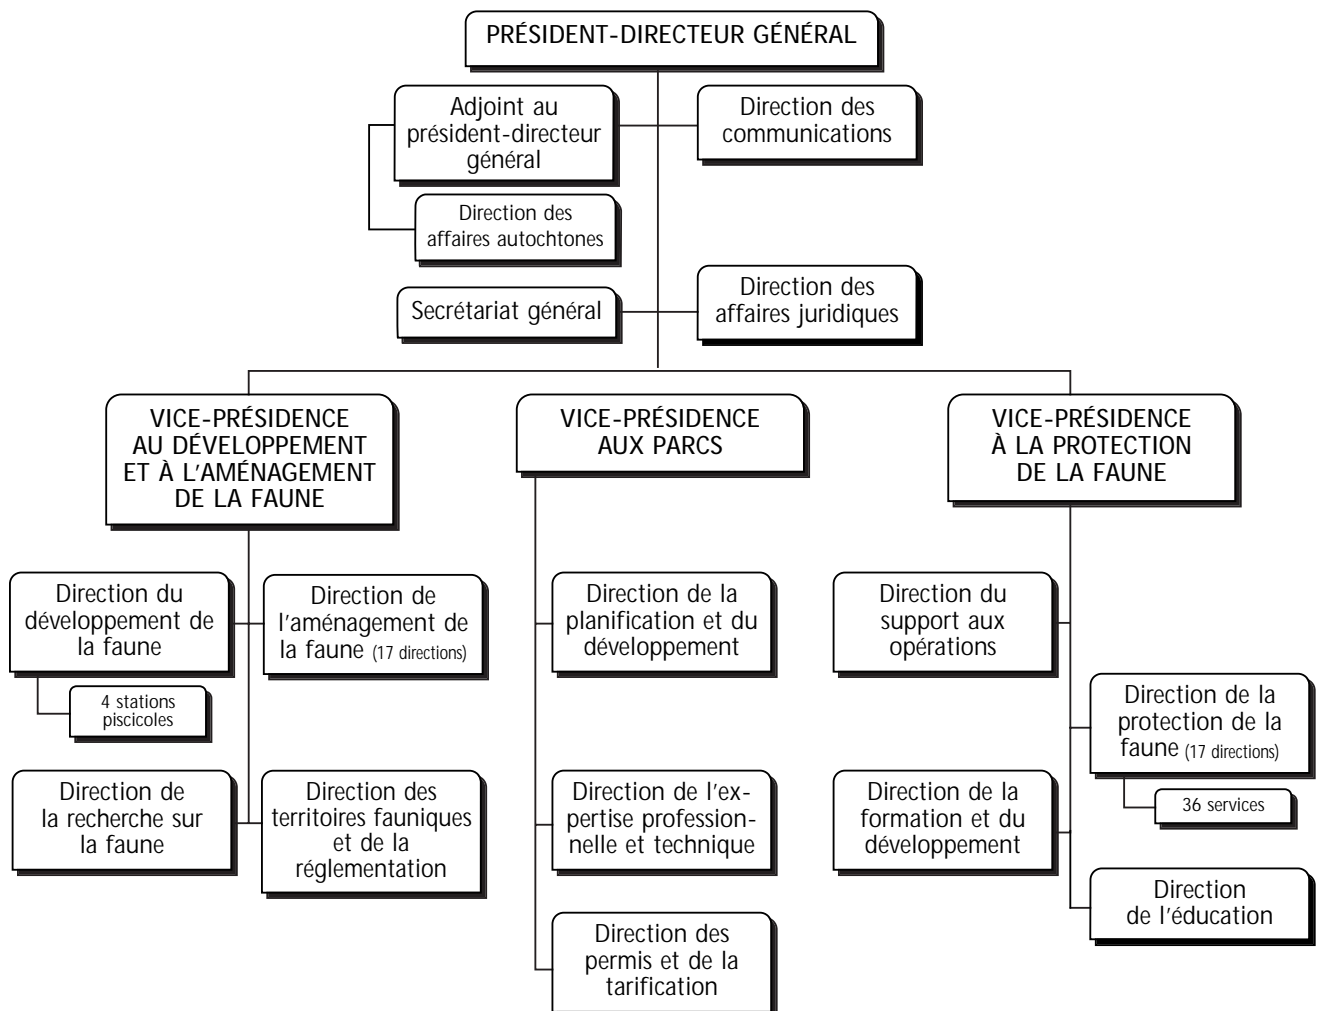 PRÉSIDENT-DIRECTEUR GÉNÉRAL
Adjoint au
président-directeur
général
Direction des
communications
Direction des
affaires autochtones
Secrétariat général
Direction des
affaires juridiques
VICE-PRÉSIDENCE
AU DÉVELOPPEMENT
ET À L'AMÉNAGEMENT
DE LA FAUNE
VICE-PRÉSIDENCE
AUX PARCS
VICE-PRÉSIDENCE
À LA PROTECTION
DE LA FAUNE
Direction du
développement de
la faune
4 stations
piscicoles
Direction de
l'aménagement de
la faune (17 directions)
Direction de
la recherche sur
la faune
Direction des
territoires fauniques
et de la
réglementation
Direction de la
planification et du
développement
Direction de l'ex-
pertise profession-
nelle et technique
Direction des
permis et de la
tarification
Direction du
support aux
opérations
Direction de la
protection de la
faune (17 directions)
36 services
Direction de la
formation et du
développement
Direction
de l'éducation